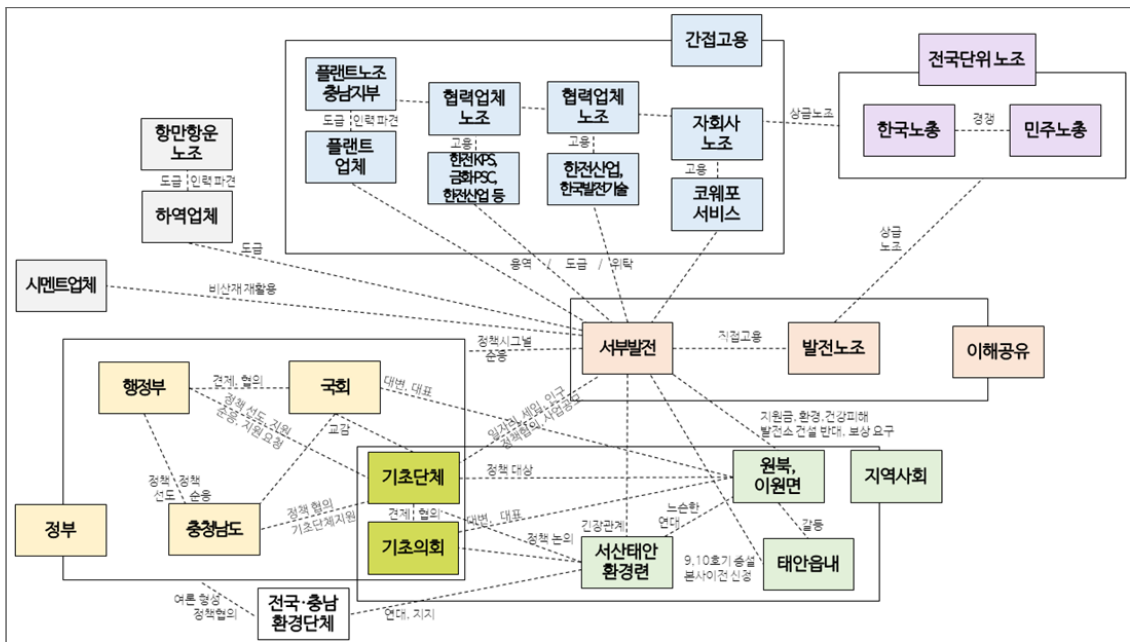 간접고용
전국단위 노조
플랜트노조
충남지부
협력업체
노조
협력업체
노조
자회사
노조
상급노조
한국노총
경쟁
민주노총
항만항운
노조
도급 인력 파견
고용
고용
고용
플랜트
업체
한전KPS,
금화PSC,
한전산업 등
한전산업,
한국발전기술
코웨포
서비스
도급 인력 파견
하역업체
도급
상급
노조
시멘트업체
비산재 재활용
용역 / 도급 / 위탁
정책시그널
순응
서부발전
직접고용
발전노조
이해공유
행정부
견제, 협의
국회
대변, 대표
정책 선도, 지원
순응, 지원 요청
교감
일자리, 세입, 인구
정책협의, 사업공모
지원금, 환경,건강피해
발전소 건설 반대, 보상 요구
기초단체
정책 대상
원북,
이원면
지역사회
정책 정책
선도 순응
정책 협의
기초단체지원
견제 협의
대변, 대표
느슨한
연대
긴장관계
갈등
정부
충청남도
기초의회
정책 논의
서산태안
환경련
9,10호기 증설
본사이전 신청
태안읍내
여론 형성
정책협의
전국·충남
환경단체
연대, 지지